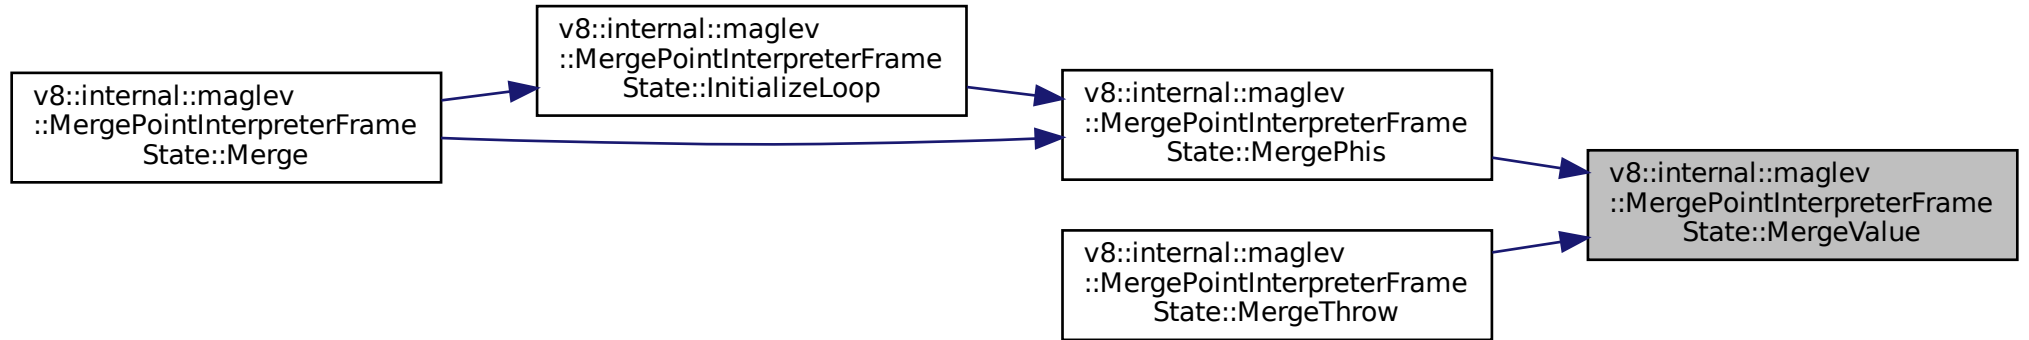 v8::internal::maglev
::MergePointInterpreterFrame
State::Merge
v8::internal::maglev
::MergePointInterpreterFrame
State::InitializeLoop
v8::internal::maglev
::MergePointInterpreterFrame
State::MergePhis
v8::internal::maglev
::MergePointInterpreterFrame
State::MergeThrow
v8::internal::maglev
::MergePointInterpreterFrame
State::MergeValue